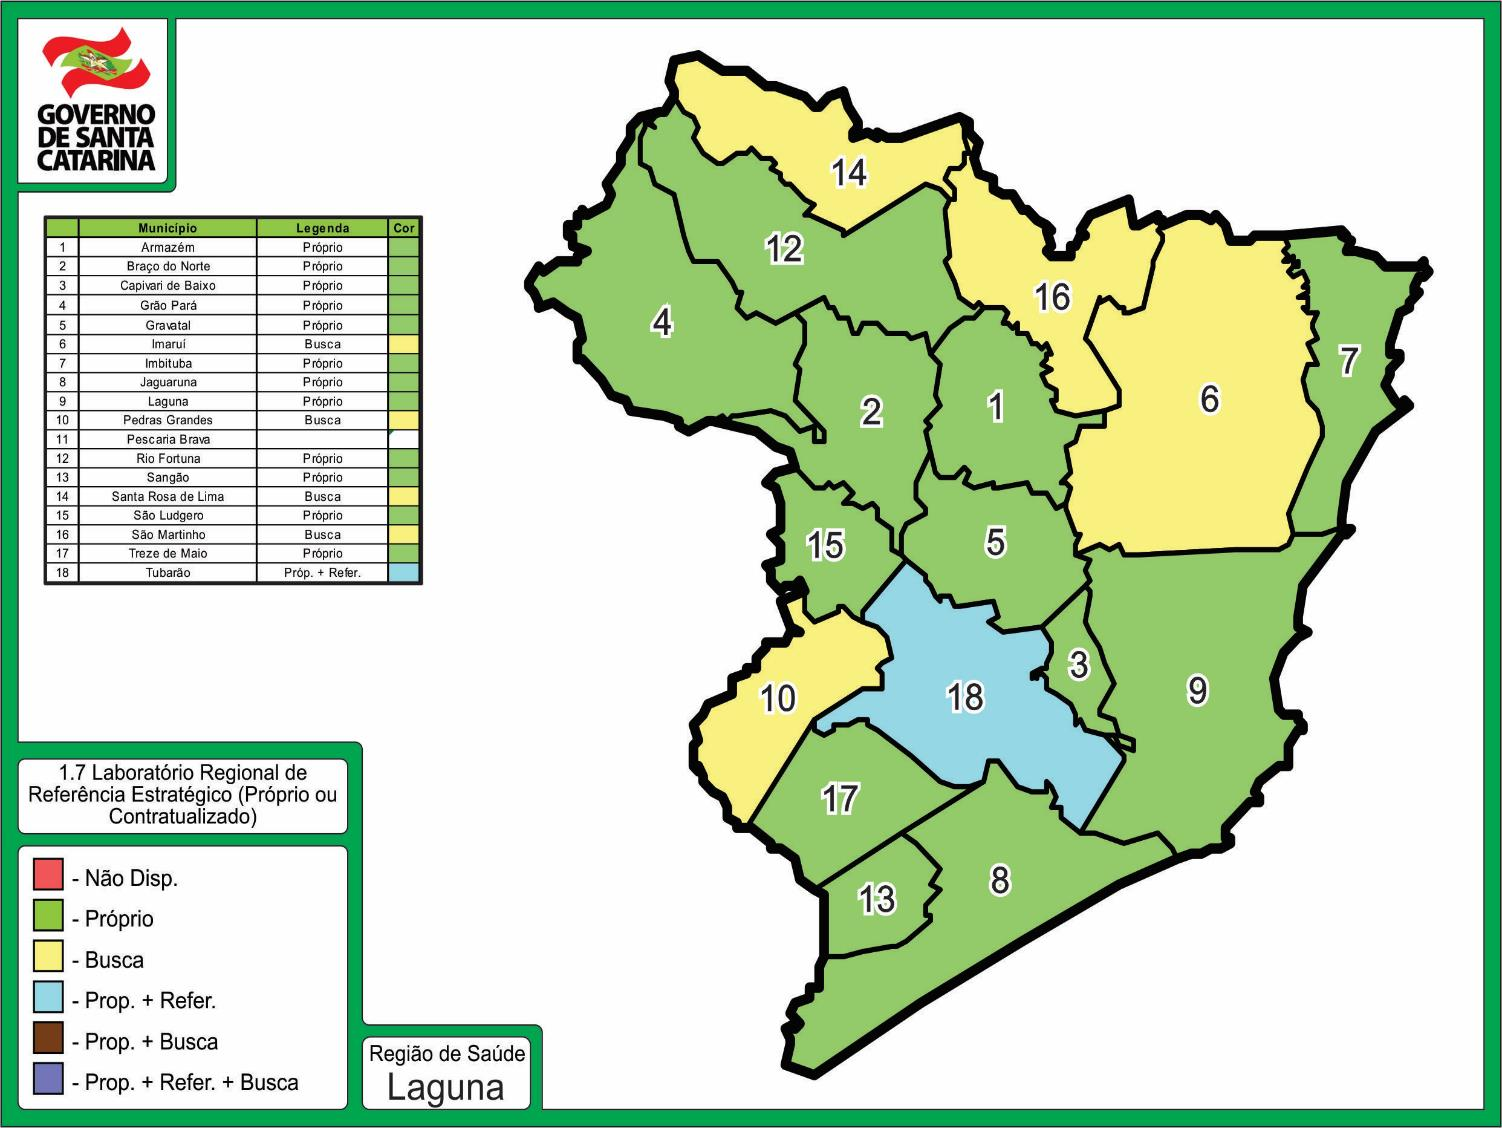 GOVERNO
DE SANTA
CATARINA
Município Legenda Cor
1 Armazém Próprio
2 Braço do Norte Próprio
3 Capivari de Baixo Próprio
4 Grão Pará Próprio
5 Gravatal Próprio
6 Imaruí Busca
7 Imbituba Próprio
8 Jaguaruna Próprio
9 Laguna Próprio
10 Pedras Grandes Busca
11 Pescaria Brava
12 Rio Fortuna Próprio
13 Sangão Próprio
14 Santa Rosa de Lima Busca
15 São Ludgero Próprio
16 São Martinho Busca
17 Treze de Maio Próprio
18 Tubarão Próp. + Refer.
14
12
16
4
7
6
2
1
5
15
3
9
10
18
17
8
13
1.7 Laboratório Regional de
Referência Estratégico (Próprio ou
Contratualizado)
- Não Disp.
- Próprio
- Busca
- Prop. + Refer.
- Prop. + Busca
- Prop. + Refer. + Busca
Região de Saúde
Laguna